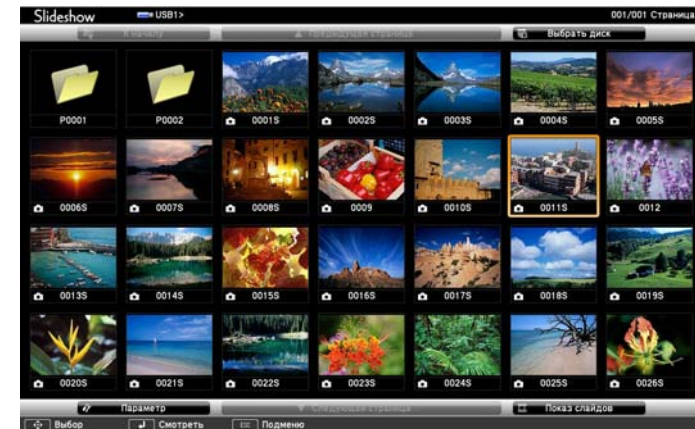 Slideshow USB1> 001/001 Страница
К началу ▲ Предыдущая страница Выбрать диск
P0001 P0002 0001S 0002S 0003S 0004S 0005S
0006S 0007S 0008S 0009 0010S 0011S 0012
0013S 0014S 0015S 0016S 0017S 0018S 0019S
0020S 0021S 0022S 0023S 0024S 0025S 0026S
Параметр ▼ Следующая страница Показ слайдов
Выбор Смотреть Esc Подменю